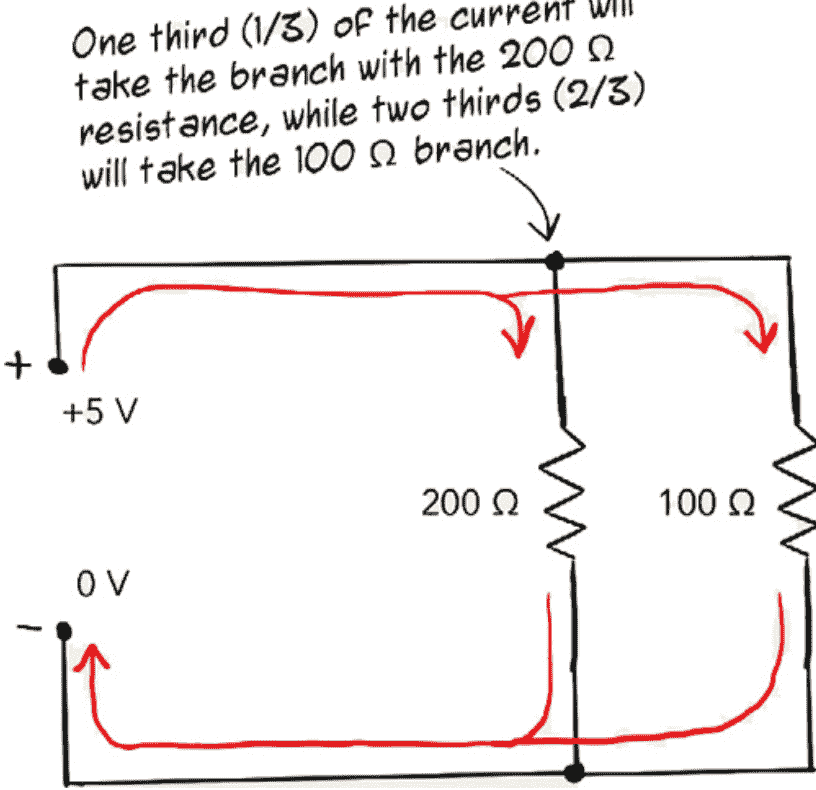 One third (1/3) of the current will
take the branch with the 200 Ω
resistance, while two thirds (2/3)
will take the 100 Ω branch.
+
+5 V
200 Ω
100 Ω
0 V
−